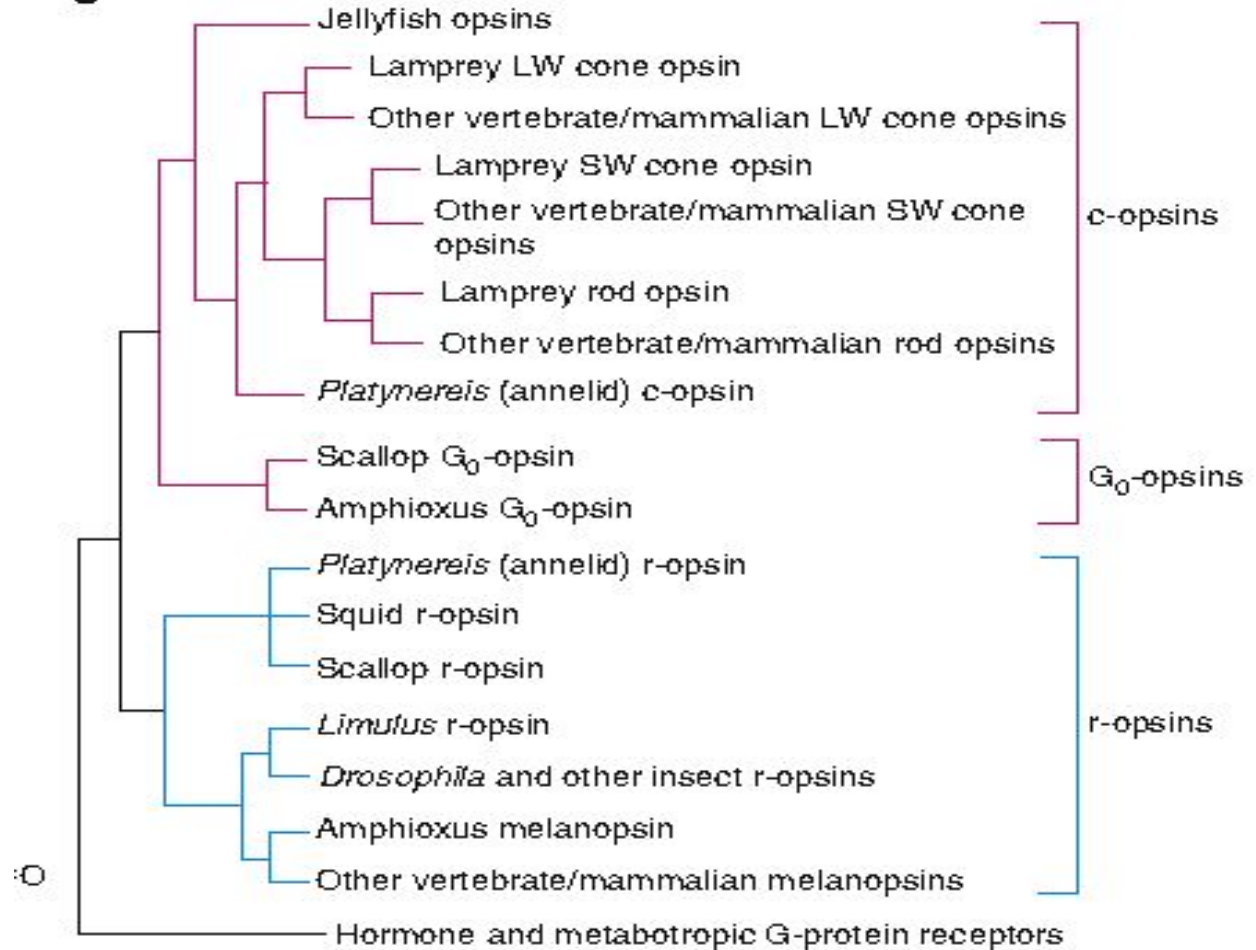 Jellyfish opsins
Lamprey LW cone opsin
Other vertebrate/mammalian LW cone opsins
Lamprey SW cone opsin
Other vertebrate/mammalian SW cone
opsins
c-opsins
Lamprey rod opsin
Other vertebrate/mammalian rod opsins
Platynereis (annelid) c-opsin
Scallop G0-opsin
G0-opsins
Amphioxus G0-opsin
Platynereis (annelid) r-opsin
Squid r-opsin
Scallop r-opsin
Limulus r-opsin
r-opsins
Drosophila and other insect r-opsins
Amphioxus melanopsin
Other vertebrate/mammalian melanopsins
Hormone and metabotropic G-protein receptors